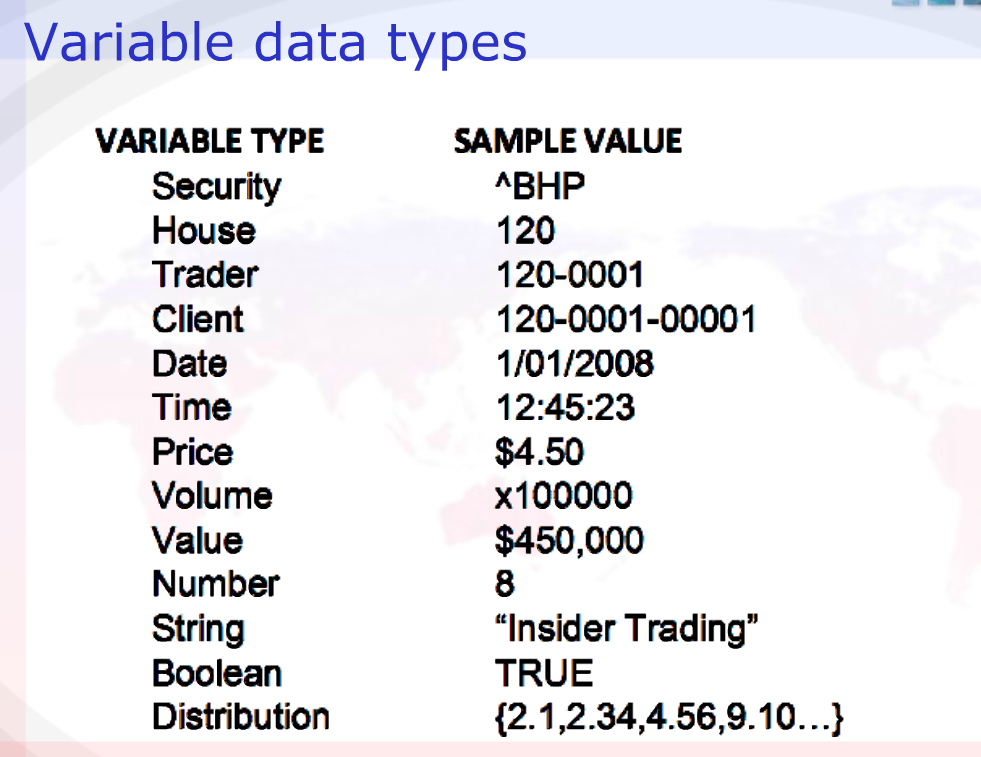 Variable data types
VARIABLE TYPE SAMPLE VALUE
Security ^BHP
House 120
Trader 120-0001
Client 120-0001-00001
Date 1/01/2008
Time 12:45:23
Price $4.50
Volume x100000
Value $450,000
Number 8
String “Insider Trading”
Boolean TRUE
Distribution {2.1,2.34,4.56,9.10…}